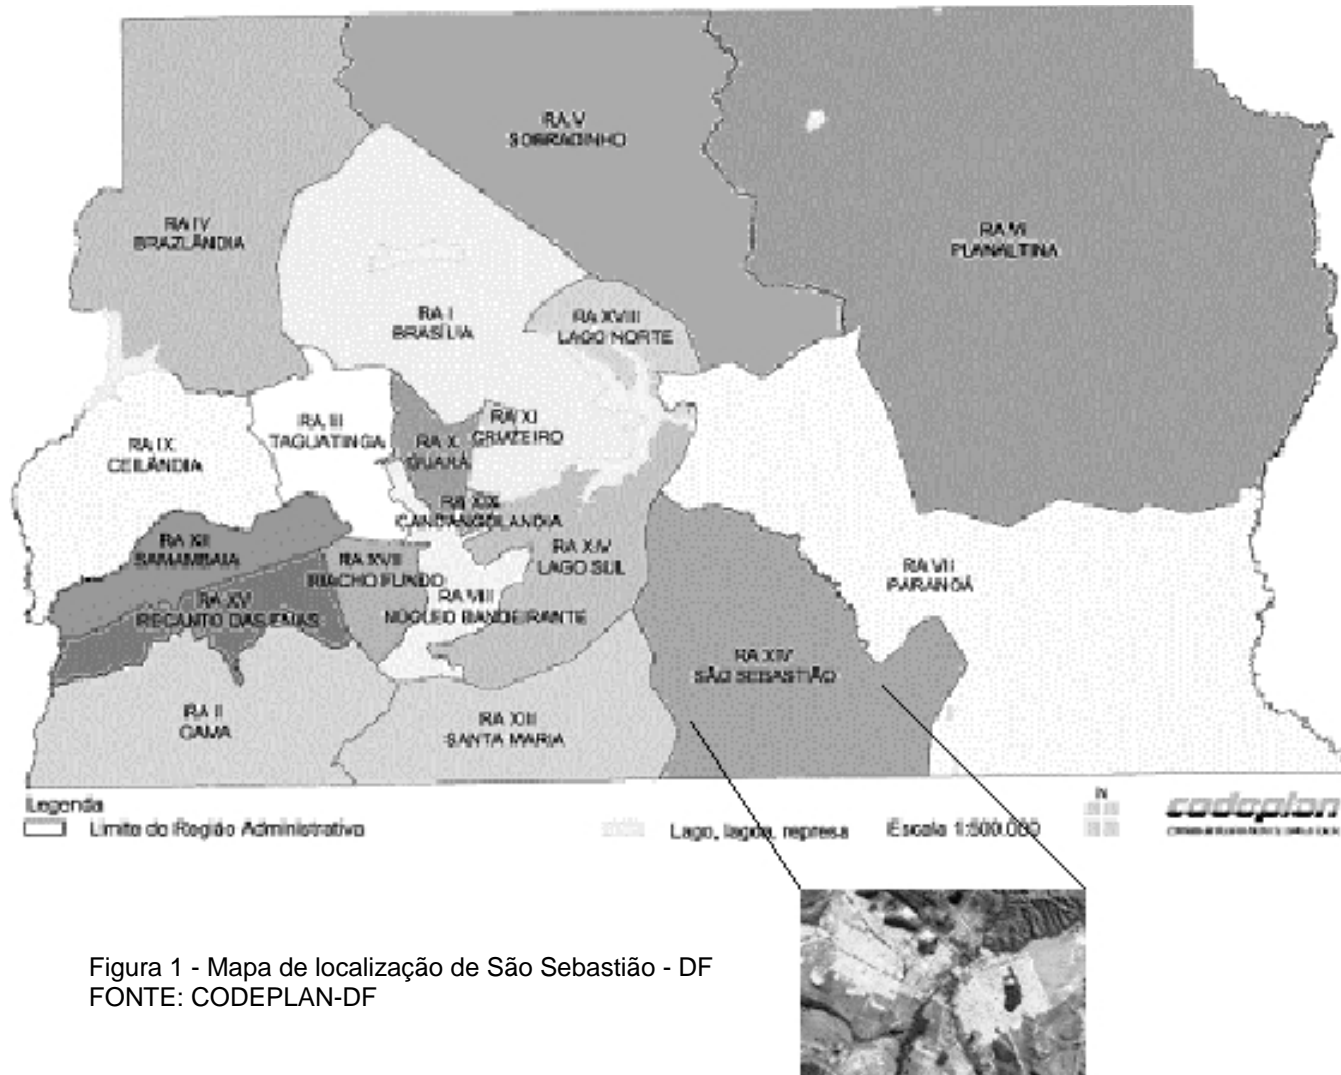 RA V
SOBRADINHO
RA IV
BRAZLÂNDIA
RA VI
PLANALTINA
RA I
BRASÍLIA
RA XVIII
LAGO NORTE
RA III
TAGUATINGA
RA XI
CRUZEIRO
RA IX
CEILÂNDIA
RA X
GUARÁ
RA XIX
CANDANGOLANDIA
RA XII
SAMAMBAIA
RA XVII
RIACHO FUNDO
RA XIV
LAGO SUL
RA VII
PARANOÁ
RA XV
RECANTO DAS EMAS
RA VIII
NÚCLEO BANDEIRANTE
RA XIV
SÃO SEBASTIÃO
RA II
GAMA
RA XIII
SANTA MARIA
Legenda
Limite de Região Administrativa
Lago, lagoa, represa
Escala 1:500.000
N
codeplan
Figura 1 - Mapa de localização de São Sebastião - DF
FONTE: CODEPLAN-DF